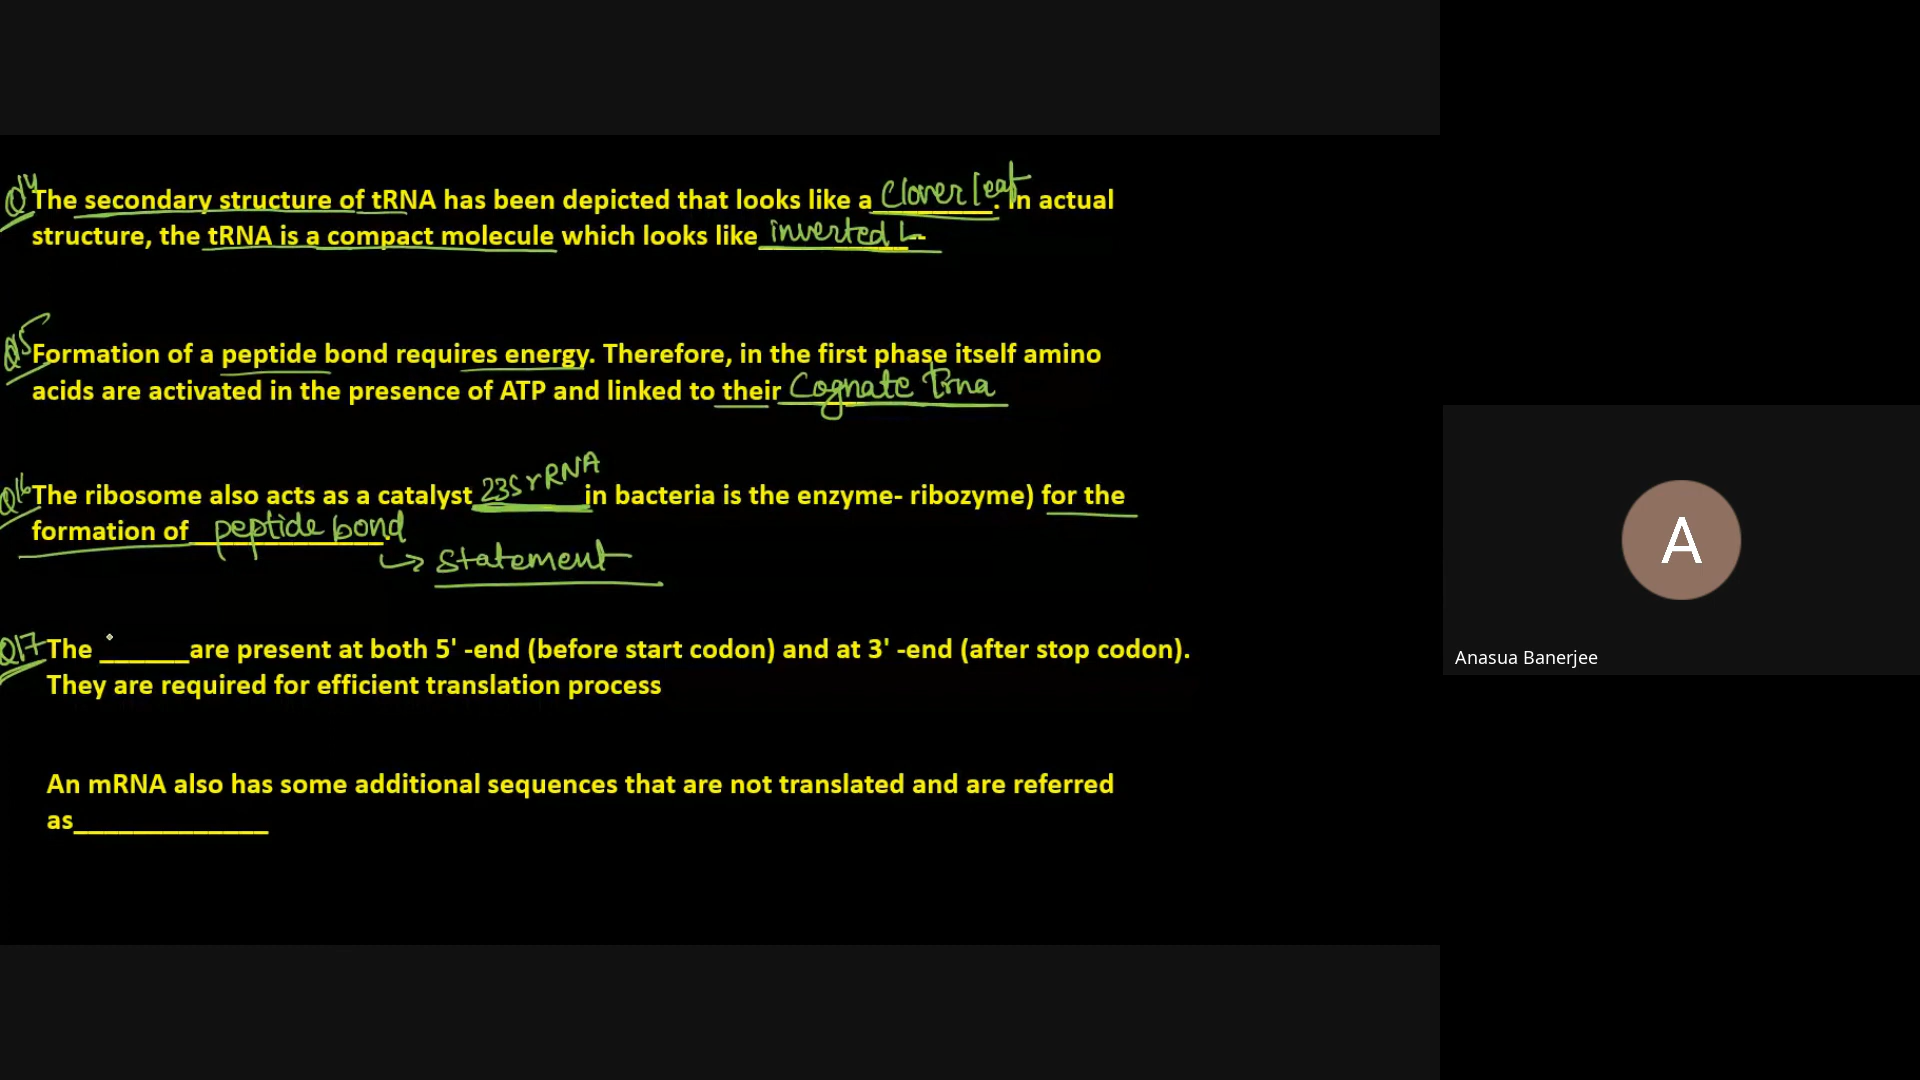 Q14 The secondary structure of tRNA has been depicted that looks like a Clover leaf. In actual
structure, the tRNA is a compact molecule which looks like inverted L
Q15 Formation of a peptide bond requires energy. Therefore, in the first phase itself amino
acids are activated in the presence of ATP and linked to their Cognate trna
Q16 The ribosome also acts as a catalyst 23S rRNA in bacteria is the enzyme- ribozyme) for the
formation of peptide bond.
↳ Statement
Q17 The ______are present at both 5' -end (before start codon) and at 3' -end (after stop codon).
They are required for efficient translation process
An mRNA also has some additional sequences that are not translated and are referred
as_____________
A
Anasua Banerjee